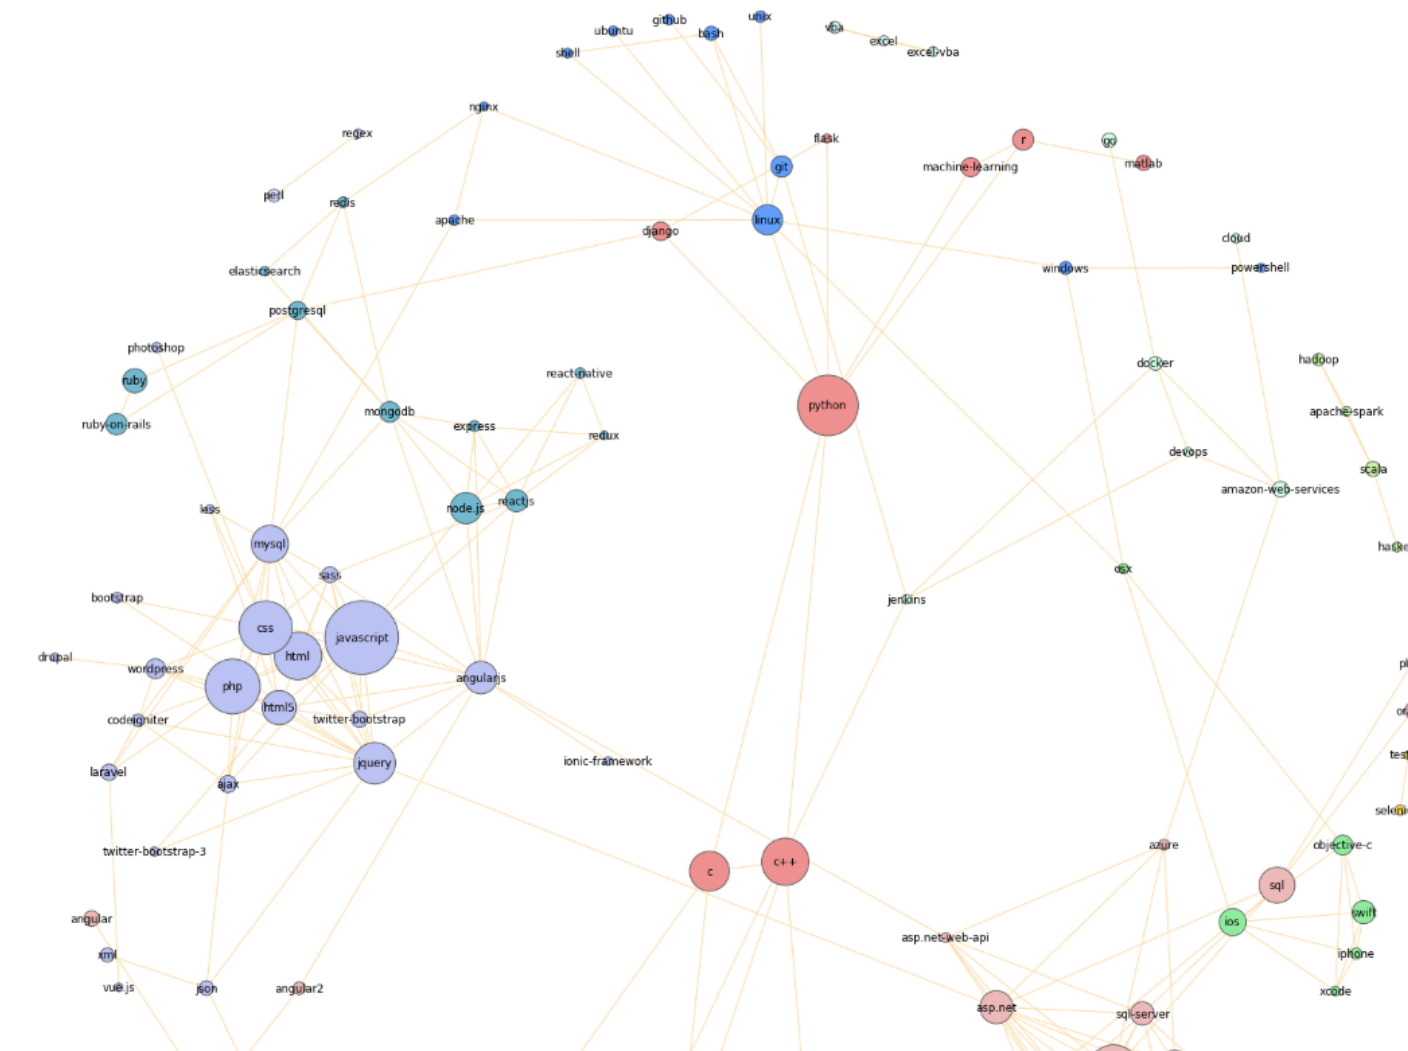 unix
github
vba
ubuntu
bash
excel
shell
excel-vba
nginx
regex
flask
r
go
git
machine-learning
matlab
perl
redis
apache
linux
django
cloud
elasticsearch
windows
powershell
postgresql
photoshop
hadoop
docker
react-native
ruby
python
mongodb
apache-spark
ruby-on-rails
express
redux
devops
scala
amazon-web-services
reactjs
node.js
less
mysql
osx
sass
bootstrap
jenkins
css
javascript
html
drupal
wordpress
angularjs
php
html5
codeigniter
twitter-bootstrap
test
ionic-framework
jquery
laravel
ajax
objective-c
azure
twitter-bootstrap-3
c++
c
sql
swift
angular
ios
asp.net-web-api
xml
iphone
vue.js
json
angular2
xcode
asp.net
sql-server